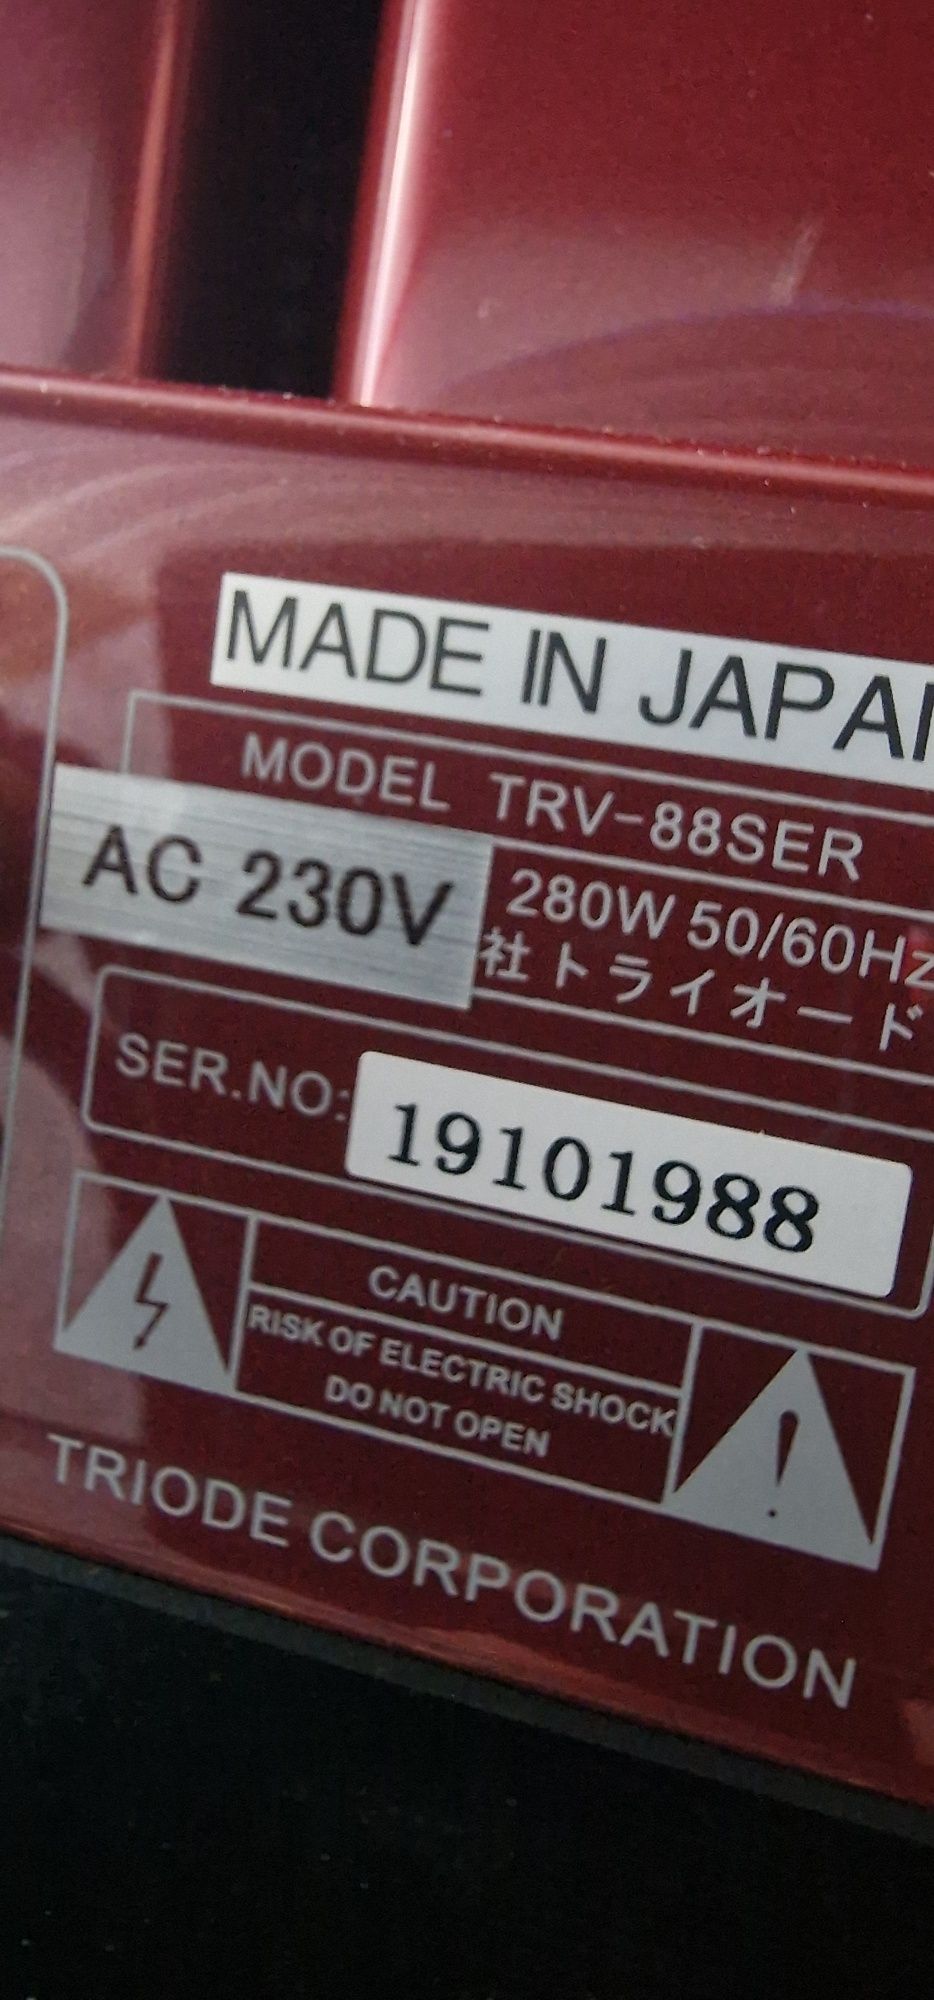 MADE IN JAPA
MODEL TRV-88SER
AC 230V 280W 50/60Hz
社トライオード
SER.NO: 19101988
CAUTION
RISK OF ELECTRIC SHOCK
DO NOT OPEN
TRIODE CORPORATION